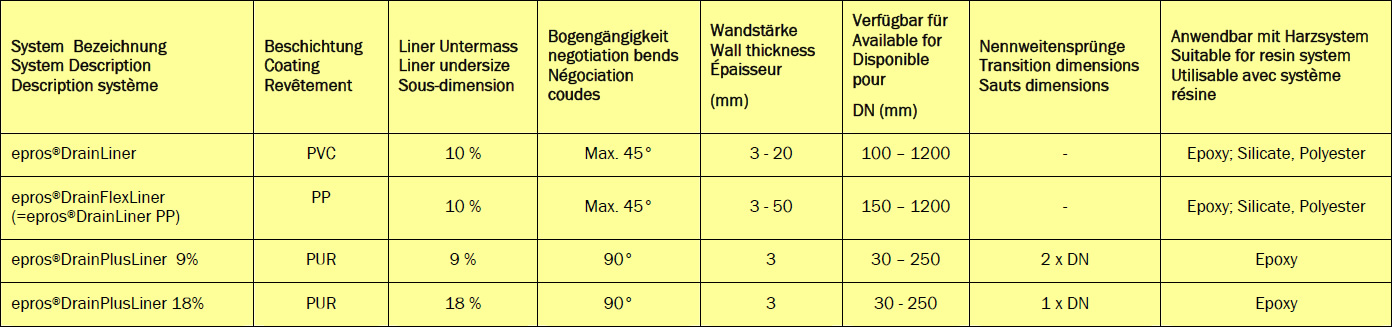 System Bezeichnung
System Description
Description système
Beschichtung
Coating
Revêtement
Liner Untermass
Liner undersize
Sous-dimension
Bogengängigkeit
negotiation bends
Négociation
coudes
Wandstärke
Wall thickness
Épaisseur
(mm)
Verfügbar für
Available for
Disponible
pour
DN (mm)
Nennweitensprünge
Transition dimensions
Sauts dimensions
Anwendbar mit Harzsystem
Suitable for resin system
Utilisable avec système
résine
epros®DrainLiner PVC 10 % Max. 45° 3 - 20 100 – 1200 - Epoxy; Silicate, Polyester
epros®DrainFlexLiner
(=epros®DrainLiner PP)
PP 10 % Max. 45° 3 - 50 150 – 1200 - Epoxy; Silicate, Polyester
epros®DrainPlusLiner 9% PUR 9 % 90° 3 30 – 250 2 x DN Epoxy
epros®DrainPlusLiner 18% PUR 18 % 90° 3 30 - 250 1 x DN Epoxy